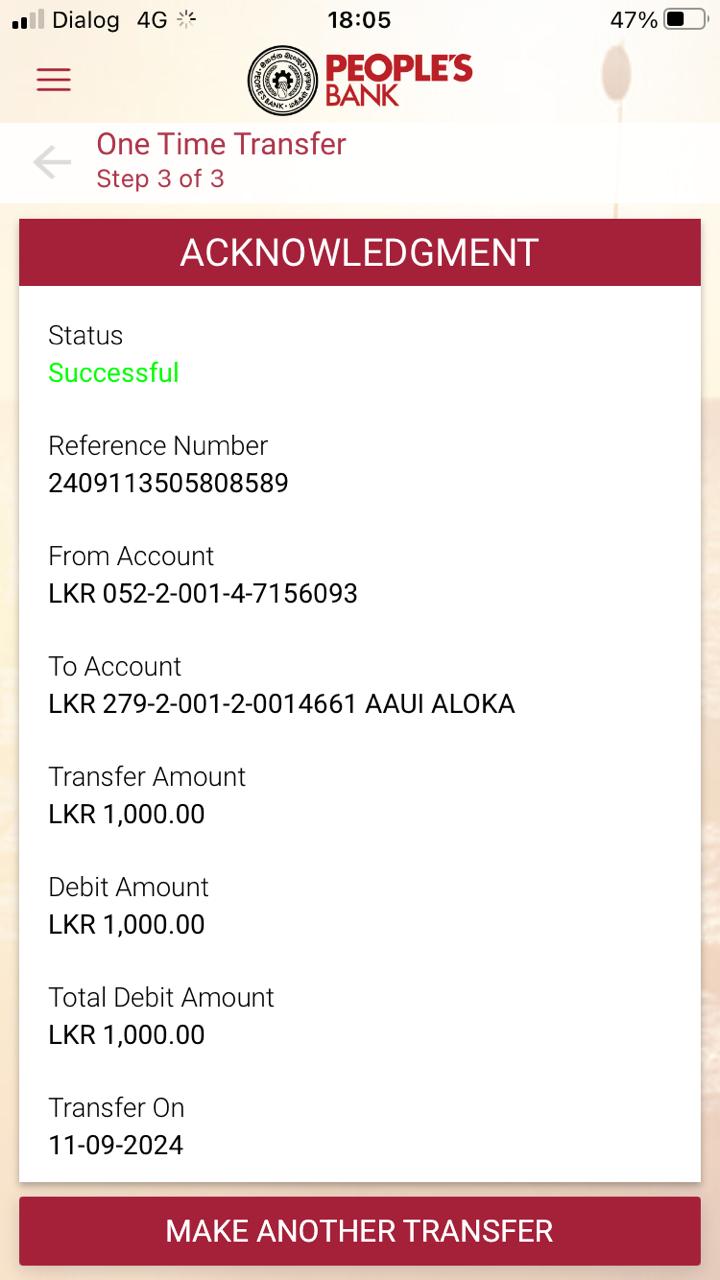 Dialog 4G 18:05 47%
PEOPLE'S
BANK
One Time Transfer
Step 3 of 3
ACKNOWLEDGMENT
Status
Successful
Reference Number
2409113505808589
From Account
LKR 052-2-001-4-7156093
To Account
LKR 279-2-001-2-0014661 AAUI ALOKA
Transfer Amount
LKR 1,000.00
Debit Amount
LKR 1,000.00
Total Debit Amount
LKR 1,000.00
Transfer On
11-09-2024
MAKE ANOTHER TRANSFER